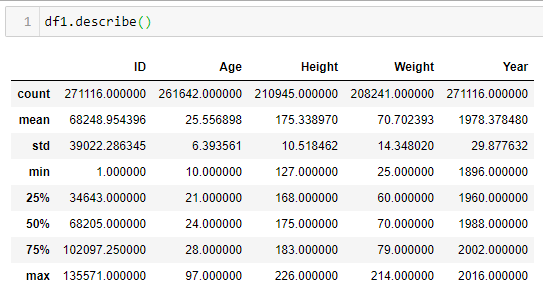 1 df1.describe()
ID Age Height Weight Year
count 271116.000000 261642.000000 210945.000000 208241.000000 271116.000000
mean 68248.954396 25.556898 175.338970 70.702393 1978.378480
std 39022.286345 6.393561 10.518462 14.348020 29.877632
min 1.000000 10.000000 127.000000 25.000000 1896.000000
25% 34643.000000 21.000000 168.000000 60.000000 1960.000000
50% 68205.000000 24.000000 175.000000 70.000000 1988.000000
75% 102097.250000 28.000000 183.000000 79.000000 2002.000000
max 135571.000000 97.000000 226.000000 214.000000 2016.000000